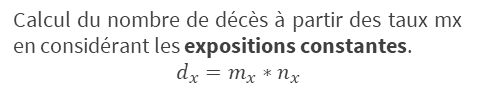 Calcul du nombre de décès à partir des taux mx
en considérant les expositions constantes.
dₓ = mₓ * nₓ